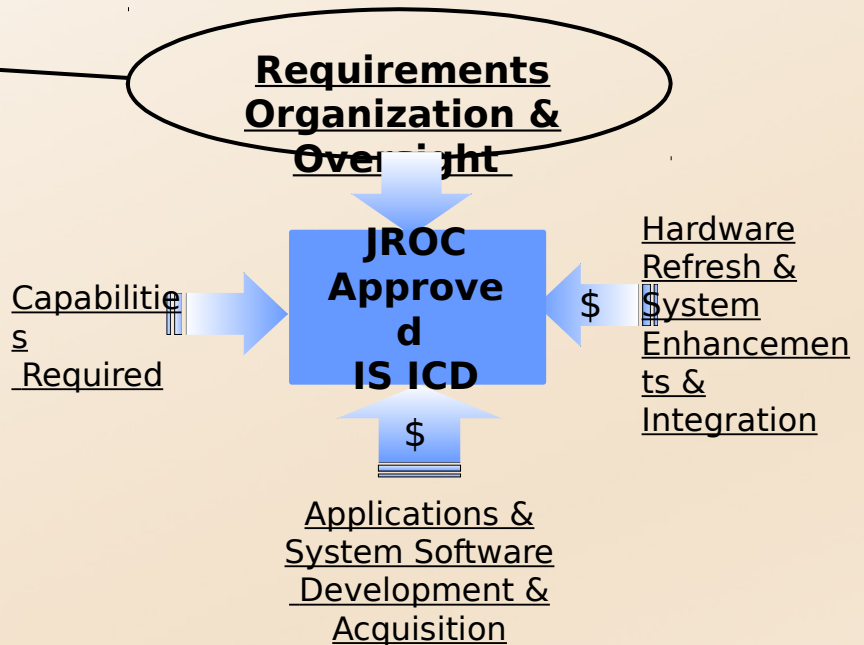 Requirements
Organization &
Oversight
JROC
Approve
d
IS ICD
Capabilitie
s
Required
$
Hardware
Refresh &
System
Enhancemen
ts &
Integration
$
Applications &
System Software
Development &
Acquisition